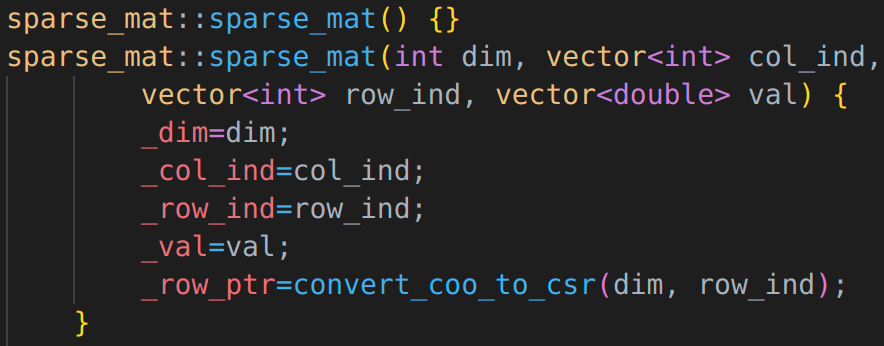 sparse_mat::sparse_mat() {}
sparse_mat::sparse_mat(int dim, vector<int> col_ind,
        vector<int> row_ind, vector<double> val) {
        _dim=dim;
        _col_ind=col_ind;
        _row_ind=row_ind;
        _val=val;
        _row_ptr=convert_coo_to_csr(dim, row_ind);
    }